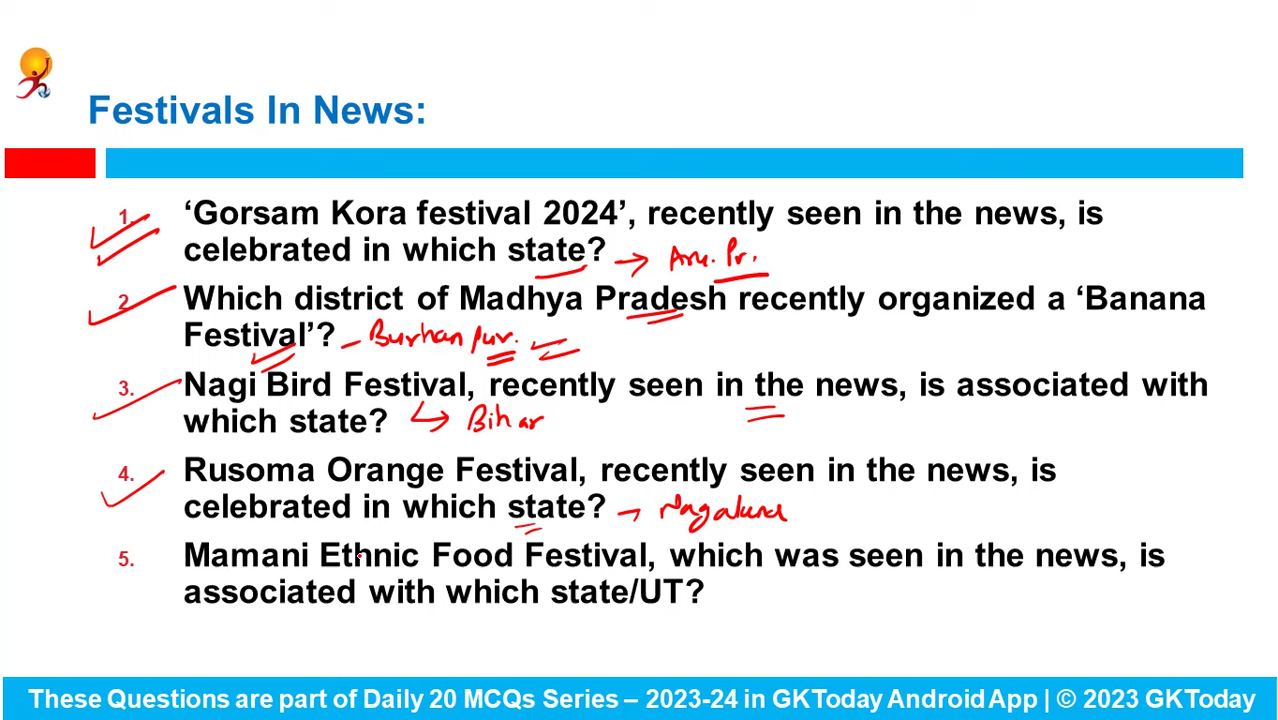 Festivals In News:
1. ‘Gorsam Kora festival 2024’, recently seen in the news, is
celebrated in which state? → Aru. Pr.
2. Which district of Madhya Pradesh recently organized a ‘Banana
Festival’? – Burhanpur.
3. Nagi Bird Festival, recently seen in the news, is associated with
which state? → Bihar
4. Rusoma Orange Festival, recently seen in the news, is
celebrated in which state? → Nagaland
5. Mamani Ethnic Food Festival, which was seen in the news, is
associated with which state/UT?
These Questions are part of Daily 20 MCQs Series – 2023-24 in GKToday Android App | © 2023 GKToday